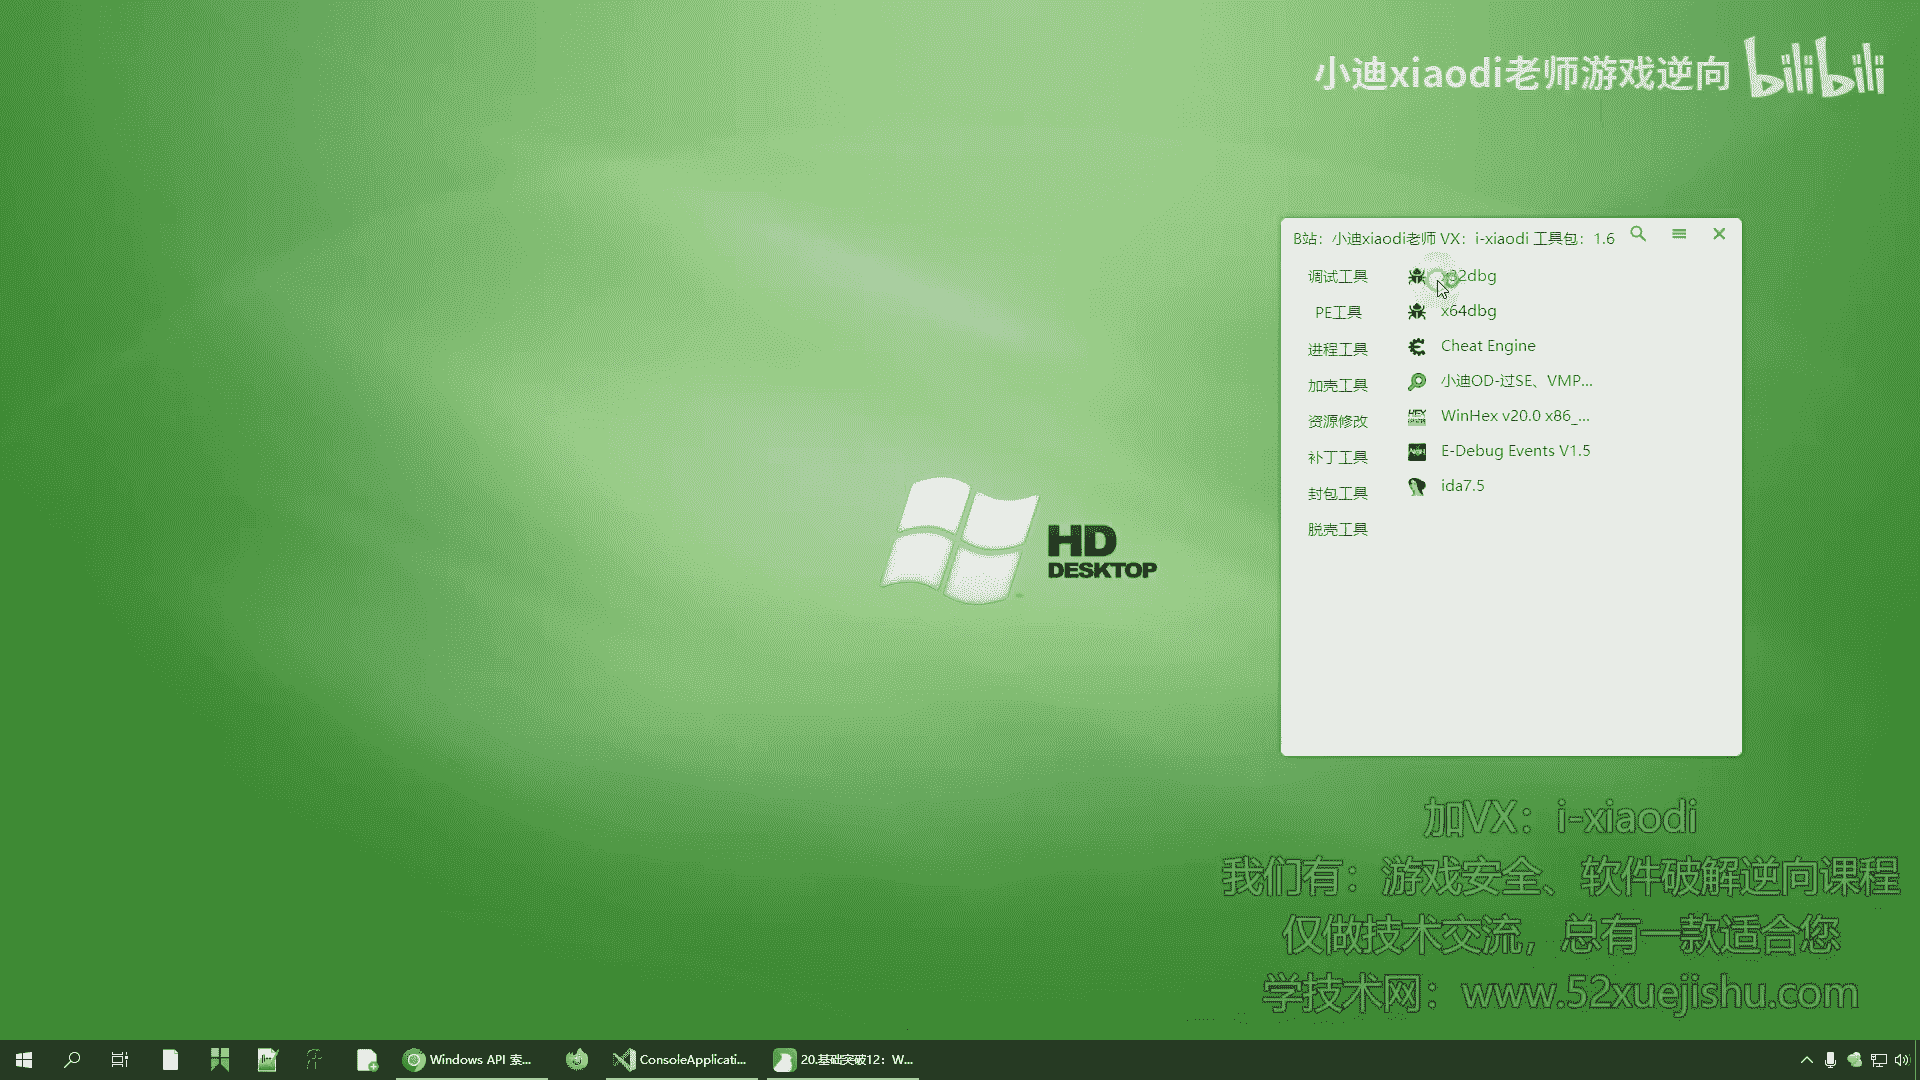 小迪xiaodi老师游戏逆向 bilibili
B站：小迪xiaodi老师 VX：i-xiaodi 工具包：1.6
调试工具
PE工具
进程工具
加壳工具
资源修改
补丁工具
封包工具
脱壳工具
x32dbg
x64dbg
Cheat Engine
小迪OD-过SE、VMP...
WinHex v20.0 x86_...
E-Debug Events V1.5
ida7.5
HD
DESKTOP
加VX：i-xiaodi
我们有：游戏安全、软件破解逆向课程
仅做技术交流，总有一款适合您
学技术网：www.52xuejishu.com
Windows API 索...
ConsoleApplicati...
20.基础突破12：W...